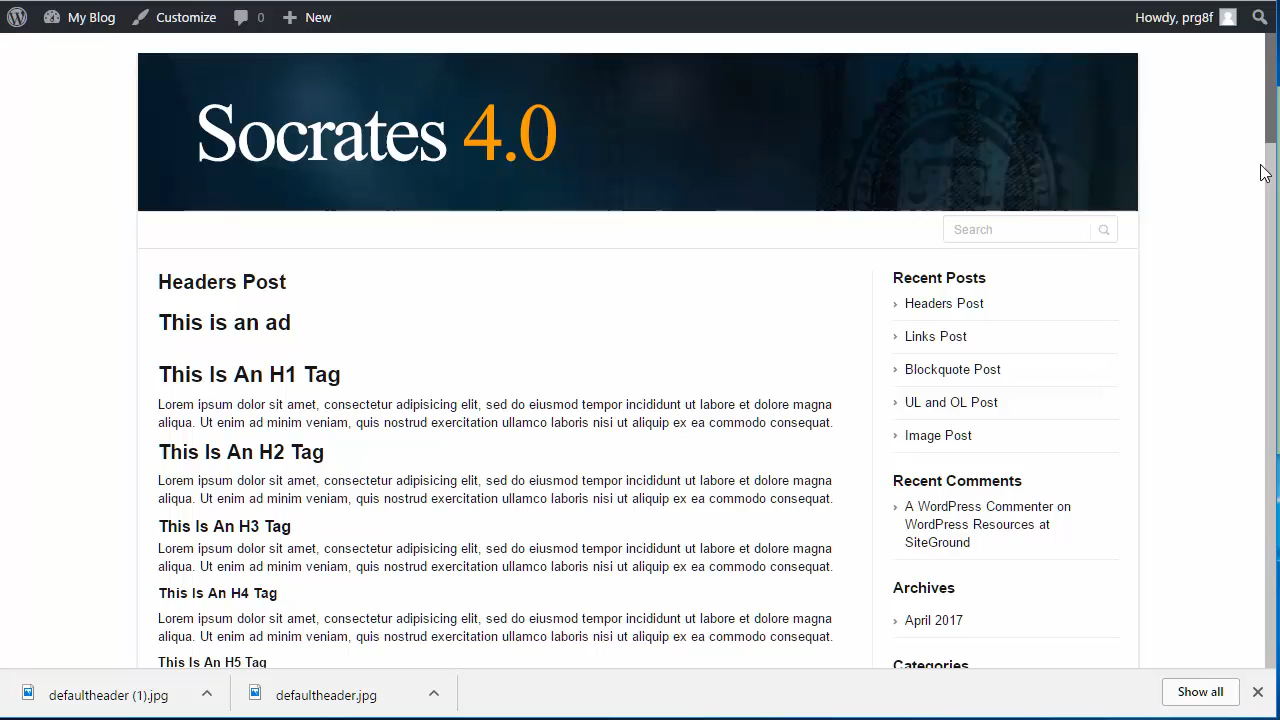 My Blog Customize 0 New Howdy, prg8f
Socrates 4.0
Search
Headers Post
This is an ad
This Is An H1 Tag
Lorem ipsum dolor sit amet, consectetur adipisicing elit, sed do eiusmod tempor incididunt ut labore et dolore magna
aliqua. Ut enim ad minim veniam, quis nostrud exercitation ullamco laboris nisi ut aliquip ex ea commodo consequat.
This Is An H2 Tag
Lorem ipsum dolor sit amet, consectetur adipisicing elit, sed do eiusmod tempor incididunt ut labore et dolore magna
aliqua. Ut enim ad minim veniam, quis nostrud exercitation ullamco laboris nisi ut aliquip ex ea commodo consequat.
This Is An H3 Tag
Lorem ipsum dolor sit amet, consectetur adipisicing elit, sed do eiusmod tempor incididunt ut labore et dolore magna
aliqua. Ut enim ad minim veniam, quis nostrud exercitation ullamco laboris nisi ut aliquip ex ea commodo consequat.
This Is An H4 Tag
Lorem ipsum dolor sit amet, consectetur adipisicing elit, sed do eiusmod tempor incididunt ut labore et dolore magna
aliqua. Ut enim ad minim veniam, quis nostrud exercitation ullamco laboris nisi ut aliquip ex ea commodo consequat.
This Is An H5 Tag
Recent Posts
Headers Post
Links Post
Blockquote Post
UL and OL Post
Image Post
Recent Comments
A WordPress Commenter on
WordPress Resources at
SiteGround
Archives
April 2017
Categories
defaultheader (1).jpg defaultheader.jpg Show all